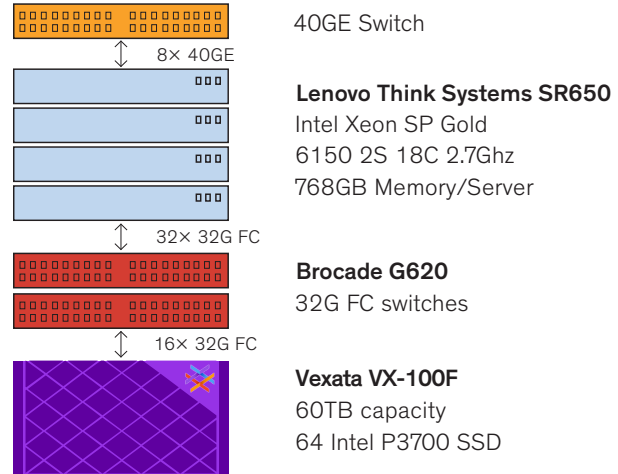 40GE Switch
8× 40GE
Lenovo Think Systems SR650
Intel Xeon SP Gold
6150 2S 18C 2.7Ghz
768GB Memory/Server
32× 32G FC
Brocade G620
32G FC switches
16× 32G FC
Vexata VX-100F
60TB capacity
64 Intel P3700 SSD